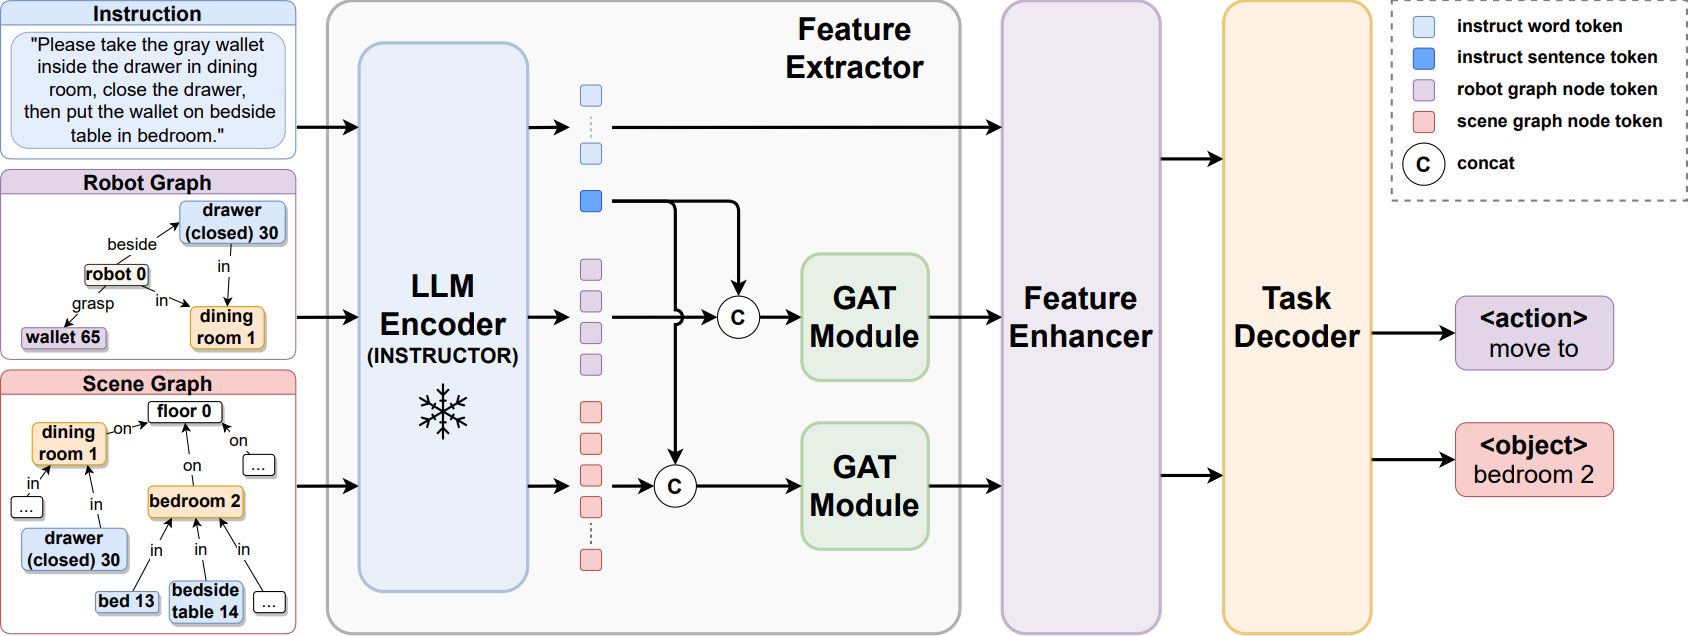 Instruction
"Please take the gray wallet
inside the drawer in dining
room, close the drawer,
then put the wallet on bedside
table in bedroom."
Robot Graph
drawer
(closed) 30
beside
in
robot 0
grasp
in
dining
room 1
wallet 65
Scene Graph
floor 0
dining
room 1
on
on
on
...
in
...
in
bedroom 2
drawer
(closed) 30
in
in
in
bed 13
bedside
table 14
...
Feature
Extractor
LLM
Encoder
(INSTRUCTOR)
C
C
GAT
Module
GAT
Module
Feature
Enhancer
Task
Decoder
instruct word token
instruct sentence token
robot graph node token
scene graph node token
C
concat
<action>
move to
<object>
bedroom 2